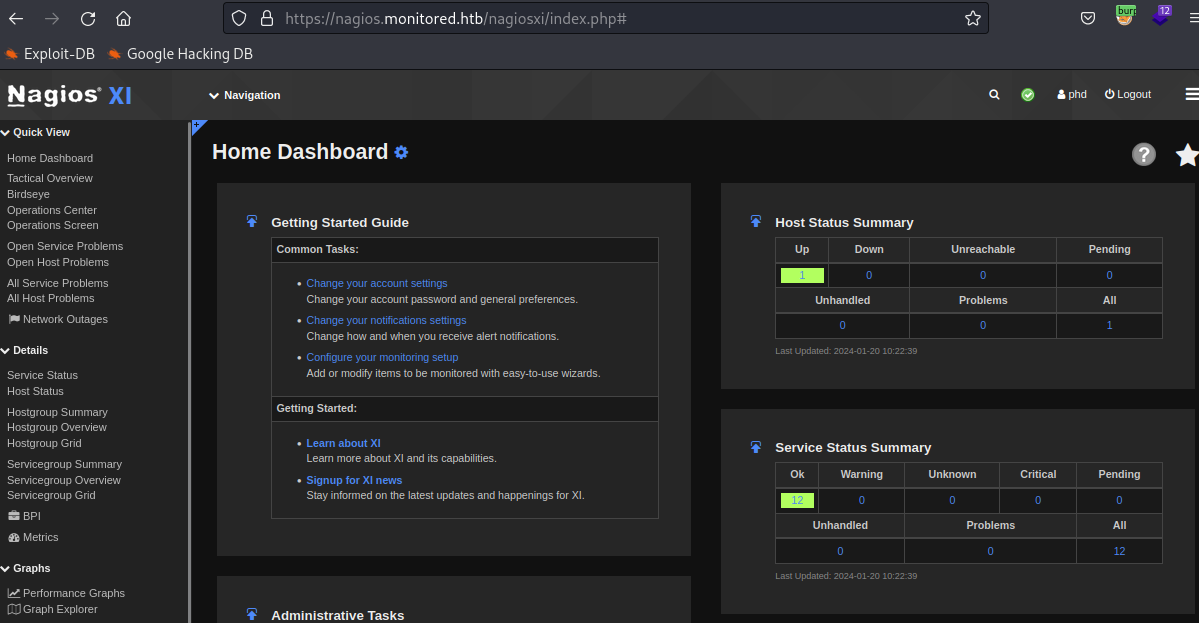 https://nagios.monitored.htb/nagiosxi/index.php#
burp
12
Exploit-DB Google Hacking DB
Nagios® XI
Navigation
phd Logout
Quick View
Home Dashboard
Tactical Overview
Birdseye
Operations Center
Operations Screen
Open Service Problems
Open Host Problems
All Service Problems
All Host Problems
Network Outages
Details
Service Status
Host Status
Hostgroup Summary
Hostgroup Overview
Hostgroup Grid
Servicegroup Summary
Servicegroup Overview
Servicegroup Grid
BPI
Metrics
Graphs
Performance Graphs
Graph Explorer
Home Dashboard
?
Getting Started Guide
Common Tasks:
• Change your account settings
Change your account password and general preferences.
• Change your notifications settings
Change how and when you receive alert notifications.
• Configure your monitoring setup
Add or modify items to be monitored with easy-to-use wizards.
Getting Started:
• Learn about XI
Learn more about XI and its capabilities.
• Signup for XI news
Stay informed on the latest updates and happenings for XI.
Administrative Tasks
Host Status Summary
Up Down Unreachable Pending
1 0 0 0
Unhandled Problems All
0 0 1
Last Updated: 2024-01-20 10:22:39
Service Status Summary
Ok Warning Unknown Critical Pending
12 0 0 0 0
Unhandled Problems All
0 0 12
Last Updated: 2024-01-20 10:22:39